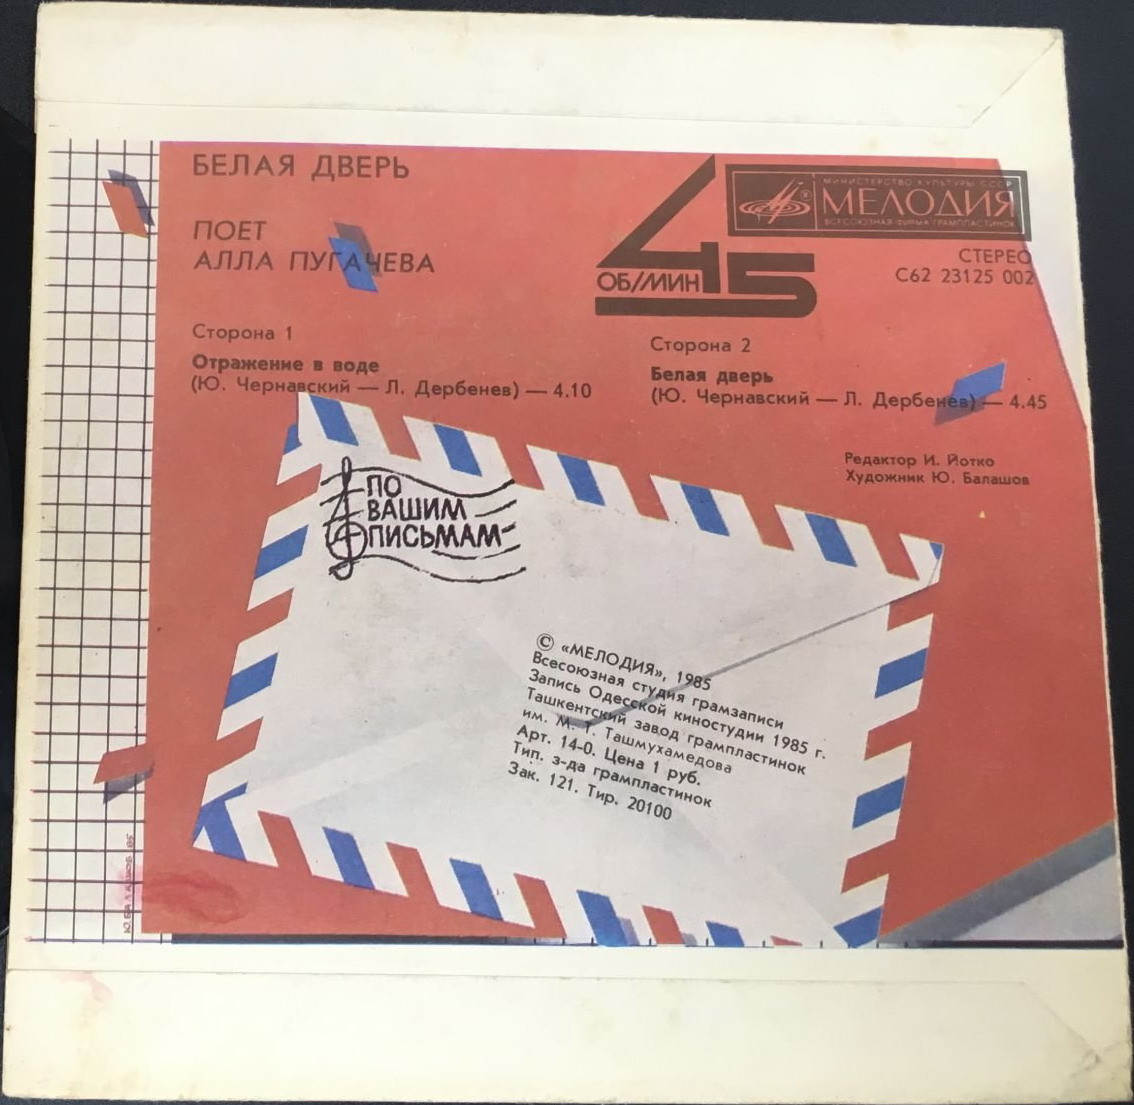 БЕЛАЯ ДВЕРЬ
ПОЕТ
АЛЛА ПУГАЧЕВА
45
ОБ/МИН
МИНИСТЕРСТВО КУЛЬТУРЫ СССР
МЕЛОДИЯ
ВСЕСОЮЗНАЯ ФИРМА ГРАМПЛАСТИНОК
СТЕРЕО
С62 23125 002
Сторона 1
Отражение в воде
(Ю. Чернавский — Л. Дербенев) — 4.10
Сторона 2
Белая дверь
(Ю. Чернавский — Л. Дербенев) — 4.45
Редактор И. Йотко
Художник Ю. Балашов
ПО
ВАШИМ
ПИСЬМАМ
© «МЕЛОДИЯ», 1985
Всесоюзная студия грамзаписи
Запись Одесской киностудии 1985 г.
Ташкентский завод грампластинок
им. М. Т. Ташмухамедова
Арт. 14-0. Цена 1 руб.
Тип. з-да грампластинок
Зак. 121. Тир. 20100
Ю БАЛАШОВ 85